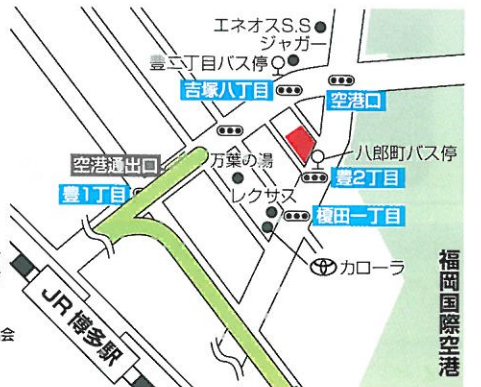 エネオスS.S
ジャガー
豊二丁目バス停
吉塚八丁目
空港口
空港通出口
万葉の湯
八郎町バス停
豊2丁目
豊1丁目
レクサス
榎田一丁目
カローラ
福岡国際空港
JR博多駅
会